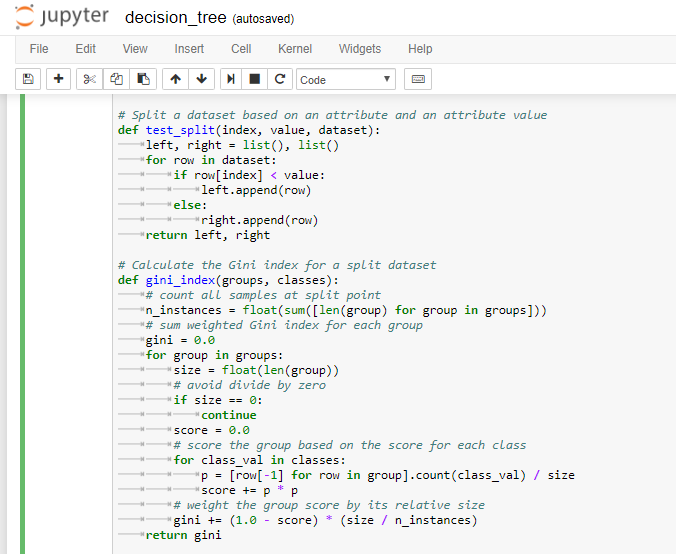 jupyter decision_tree (autosaved)
File Edit View Insert Cell Kernel Widgets Help
Code
# Split a dataset based on an attribute and an attribute value
def test_split(index, value, dataset):
left, right = list(), list()
for row in dataset:
if row[index] < value:
left.append(row)
else:
right.append(row)
return left, right
# Calculate the Gini index for a split dataset
def gini_index(groups, classes):
# count all samples at split point
n_instances = float(sum([len(group) for group in groups]))
# sum weighted Gini index for each group
gini = 0.0
for group in groups:
size = float(len(group))
# avoid divide by zero
if size == 0:
continue
score = 0.0
# score the group based on the score for each class
for class_val in classes:
p = [row[-1] for row in group].count(class_val) / size
score += p * p
# weight the group score by its relative size
gini += (1.0 - score) * (size / n_instances)
return gini